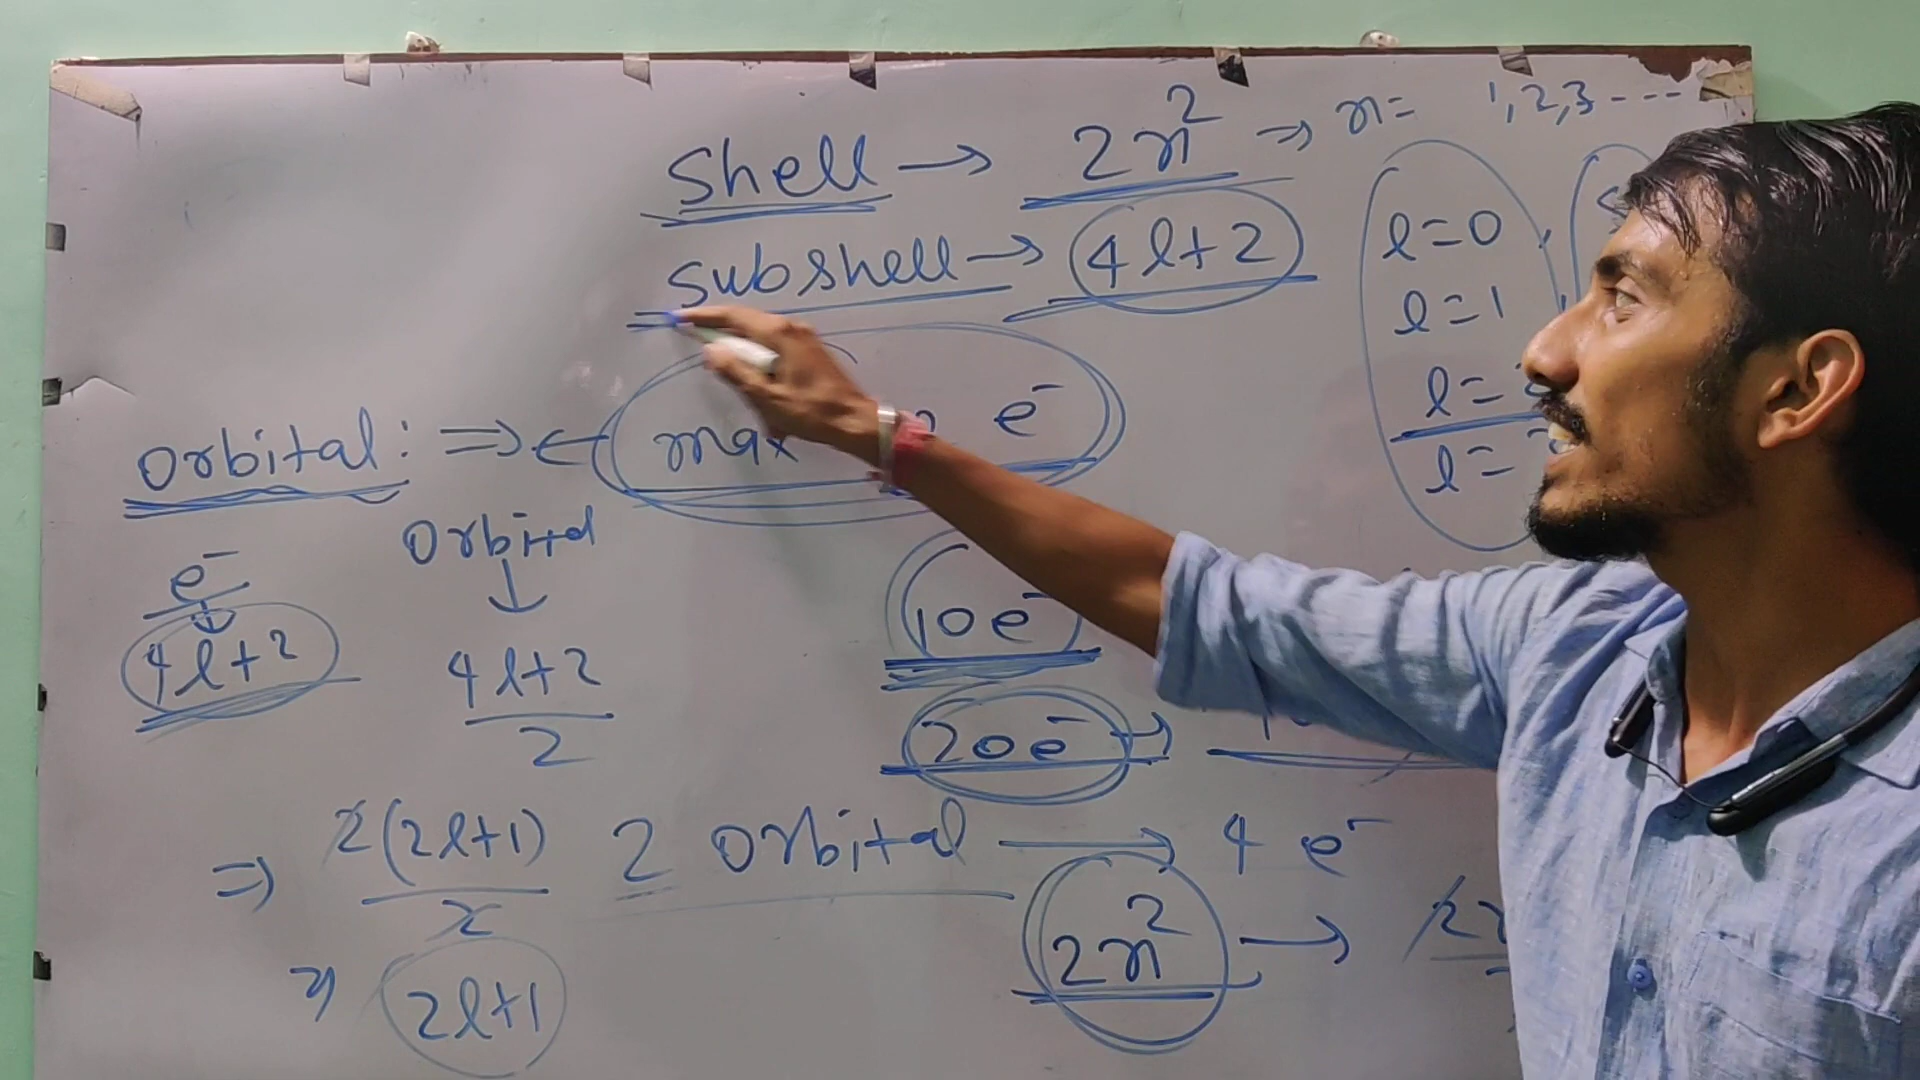 Shell → 2n² ⇒ n= 1,2,3----
Subshell → 4l+2
l=0
l=1
l=
l=
Orbital: ⇒ ← max 2 e⁻
e⁻ Orbital
↓ ↓
4l+2 4l+2
2
10e⁻
20e⁻ →
⇒ 2(2l+1)
2
2 Orbital → 4 e⁻
2n² →
⇒ 2l+1